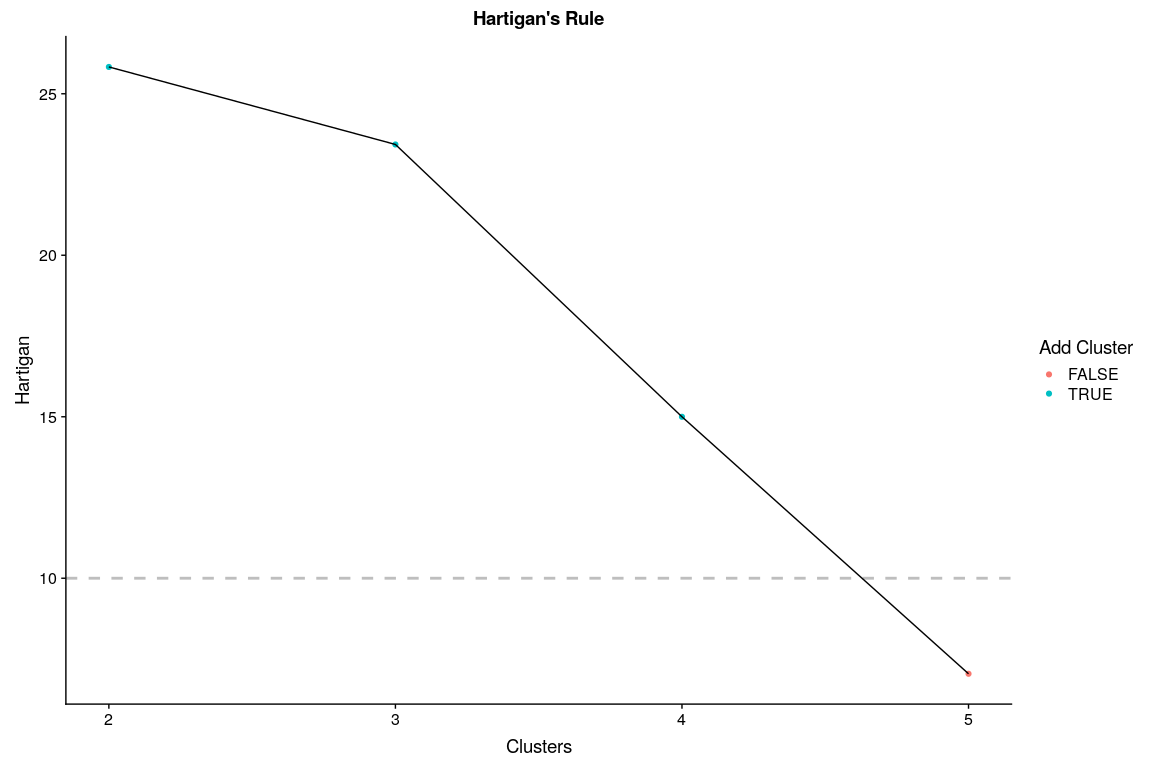 Hartigan's Rule
25
20
15
10
Hartigan
2 3 4 5
Clusters
Add Cluster
FALSE
TRUE